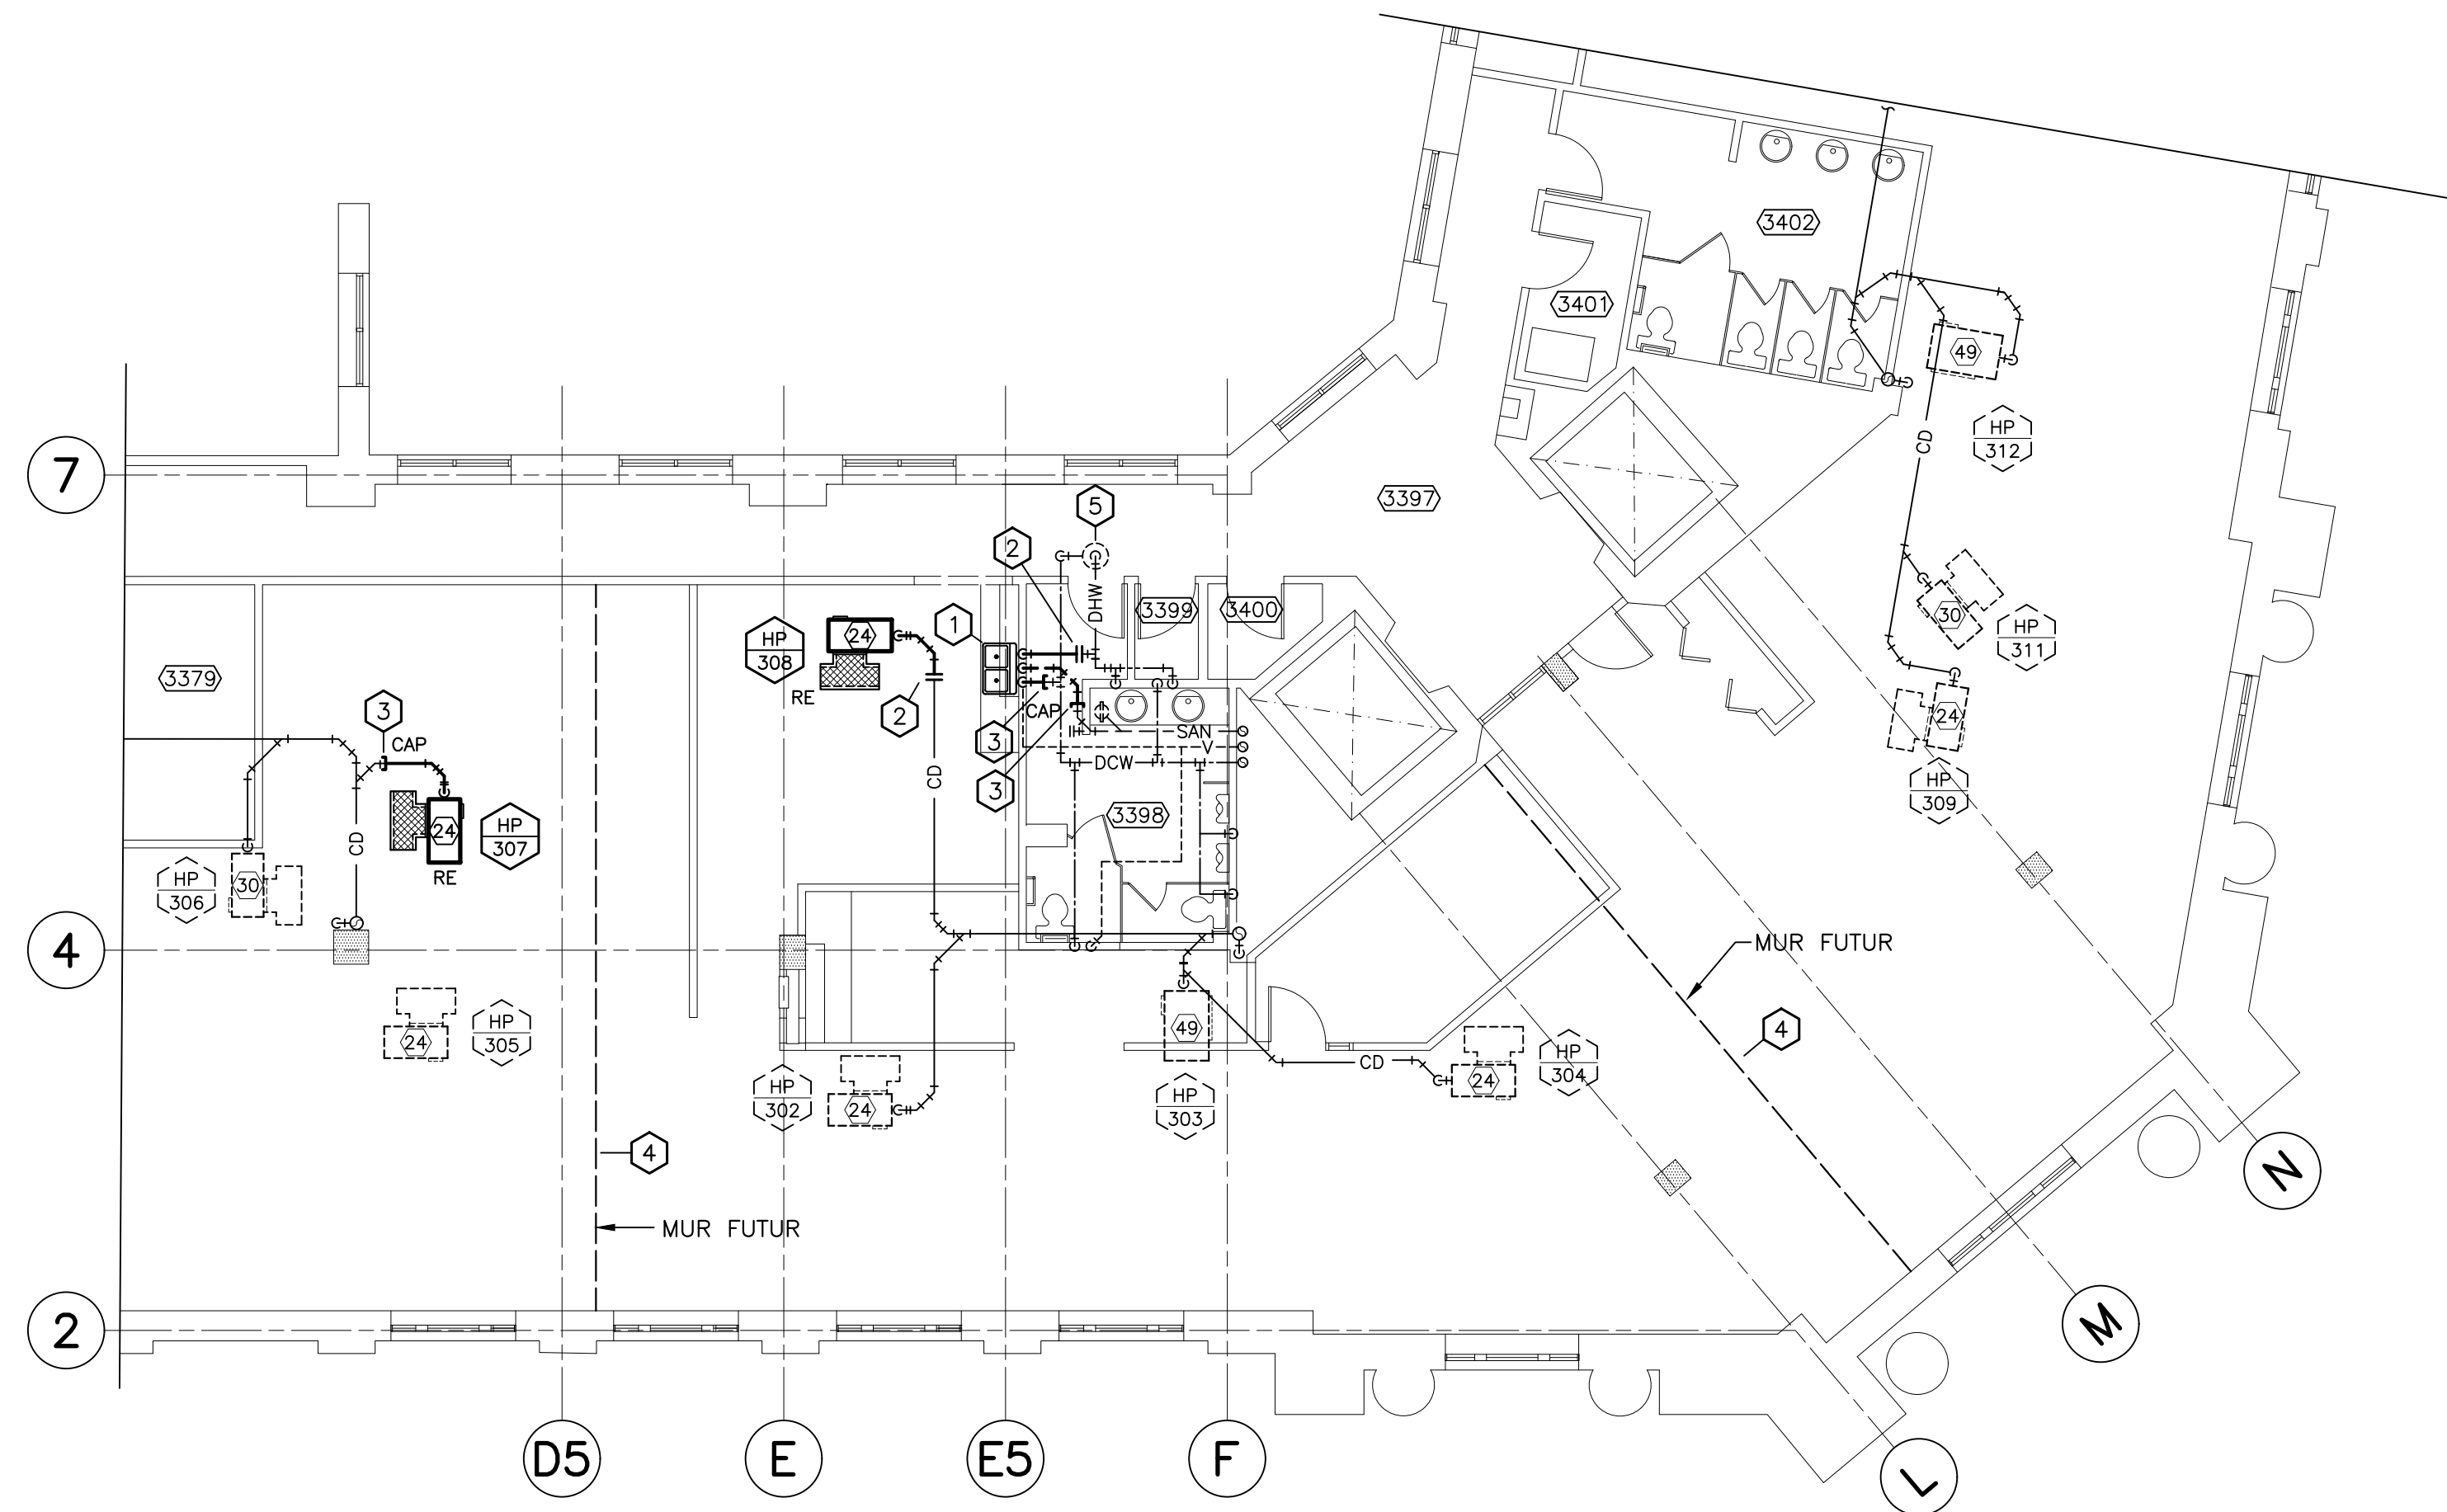 3402
3401
49
CD
HP
312
7
3397
5
2
DHW
3399
3400
1
HP
308
24
RE
2
3379
3
CAP
CAP
3
SAN
V
DCW
3
CD
3398
CD
24
HP
307
RE
HP
306
30
30
HP
311
24
HP
309
4
MUR FUTUR
4
HP
305
24
HP
302
24
49
HP
303
CD
24
HP
304
4
MUR FUTUR
2
N
M
L
D5
E
E5
F